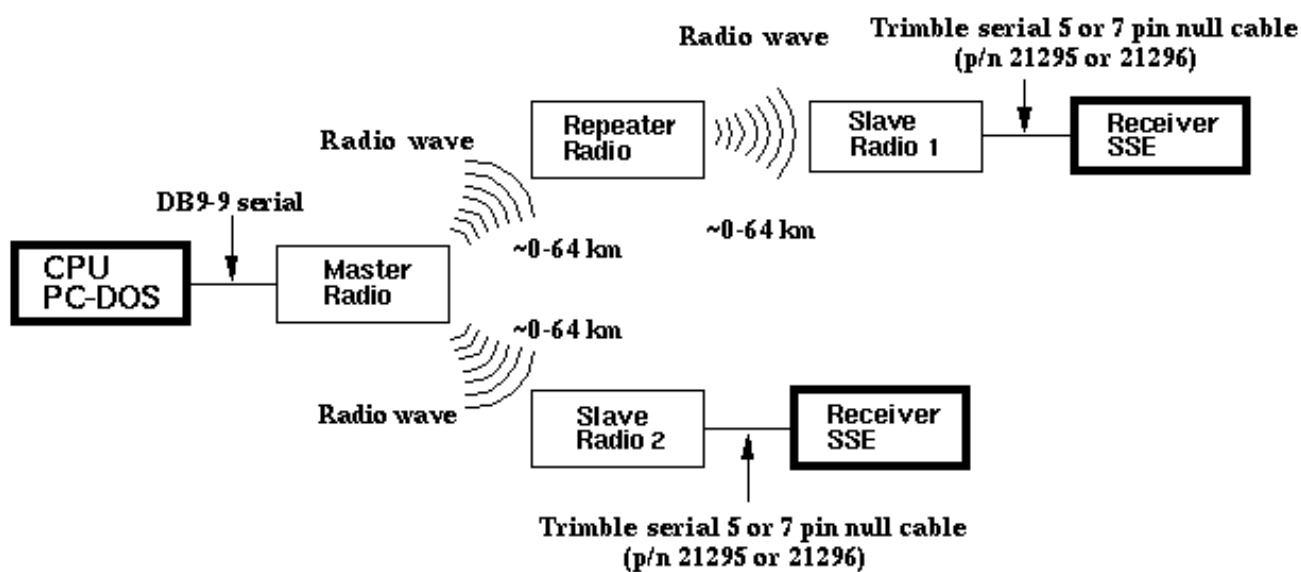 Radio wave
Trimble serial 5 or 7 pin null cable
(p/n 21295 or 21296)
Radio wave
Repeater
Radio
Slave
Radio 1
Receiver
SSE
DB9-9 serial
~0-64 km
~0-64 km
CPU
PC-DOS
Master
Radio
~0-64 km
Radio wave
Slave
Radio 2
Receiver
SSE
Trimble serial 5 or 7 pin null cable
(p/n 21295 or 21296)